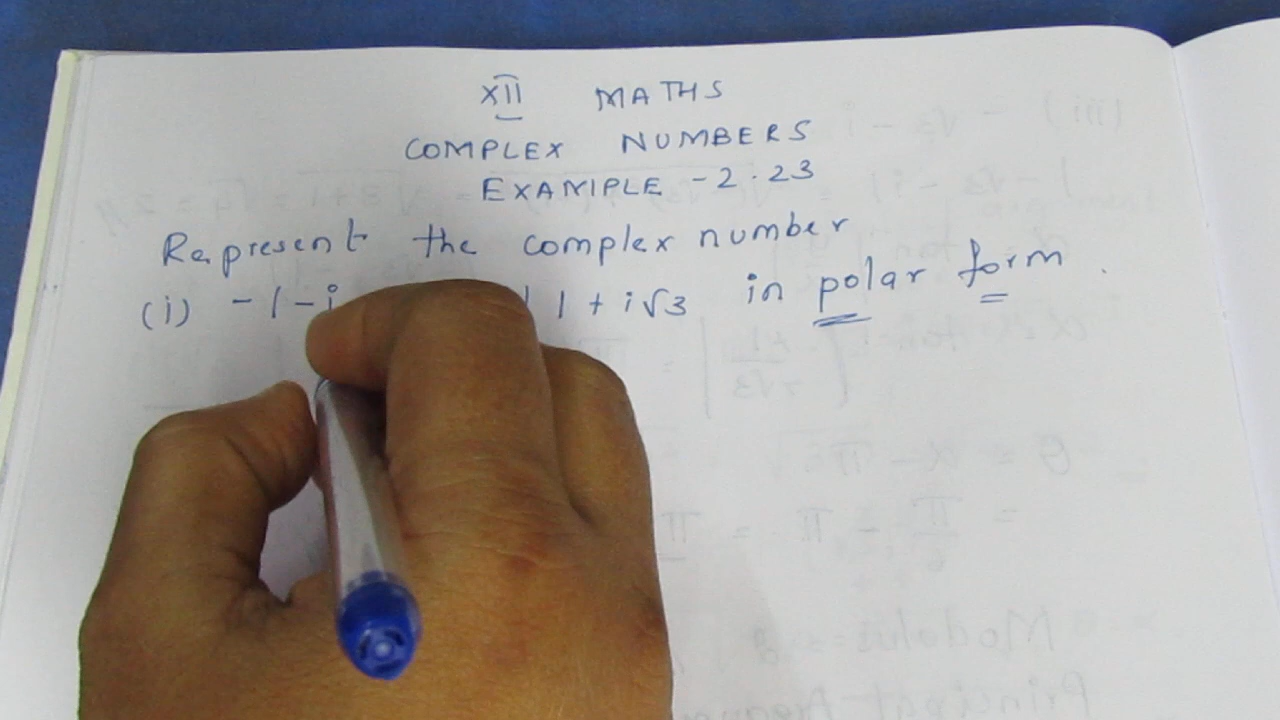 XII MATHS
COMPLEX NUMBERS
EXAMPLE - 2.23
Represent the complex number
(i) -1-i 1+i√3 in polar form.